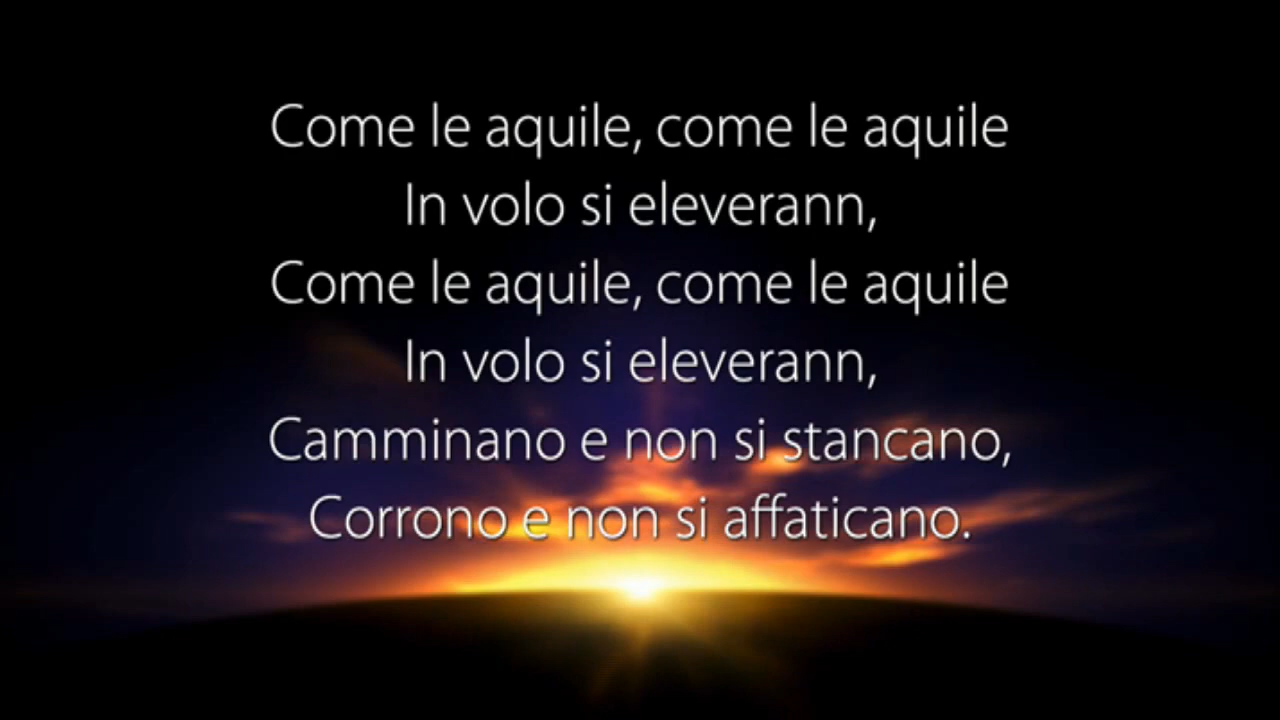 Come le aquile, come le aquile
In volo si eleverann,
Come le aquile, come le aquile
In volo si eleverann,
Camminano e non si stancano,
Corrono e non si affaticano.